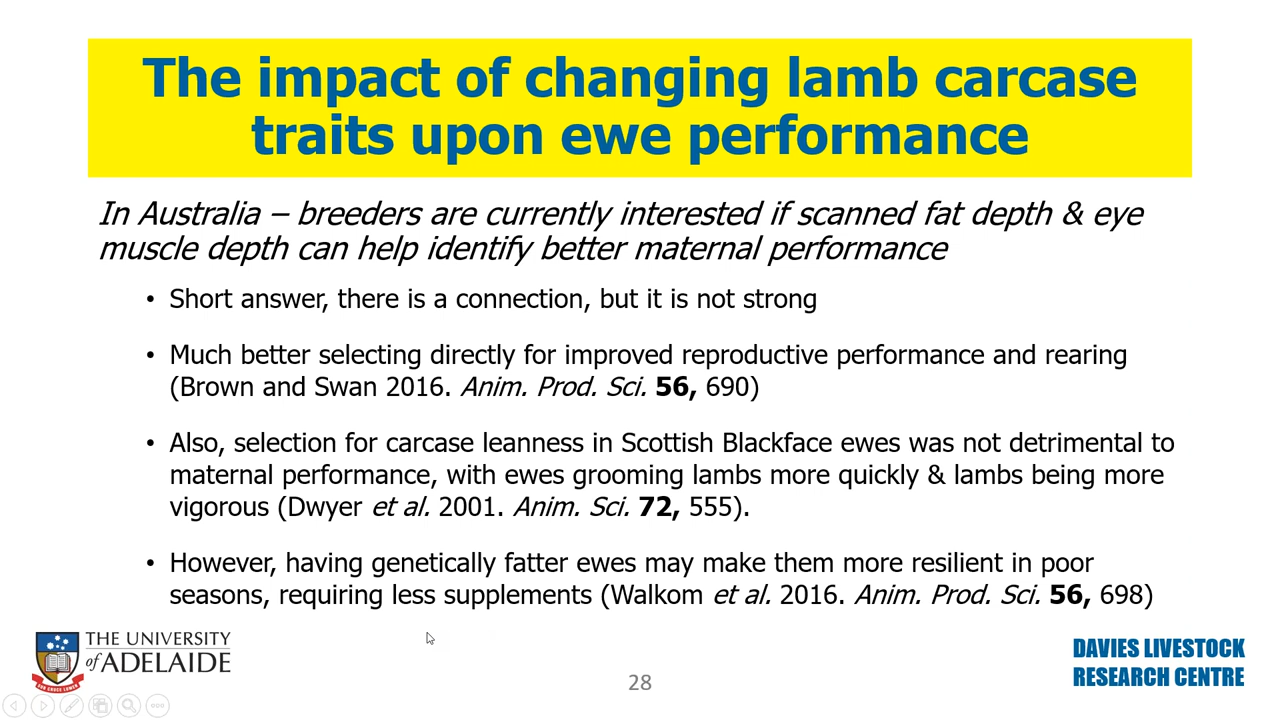 The impact of changing lamb carcase
traits upon ewe performance
In Australia – breeders are currently interested if scanned fat depth & eye
muscle depth can help identify better maternal performance
• Short answer, there is a connection, but it is not strong
• Much better selecting directly for improved reproductive performance and rearing
(Brown and Swan 2016. Anim. Prod. Sci. 56, 690)
• Also, selection for carcase leanness in Scottish Blackface ewes was not detrimental to
maternal performance, with ewes grooming lambs more quickly & lambs being more
vigorous (Dwyer et al. 2001. Anim. Sci. 72, 555).
• However, having genetically fatter ewes may make them more resilient in poor
seasons, requiring less supplements (Walkom et al. 2016. Anim. Prod. Sci. 56, 698)
THE UNIVERSITY
of ADELAIDE
28
DAVIES LIVESTOCK
RESEARCH CENTRE